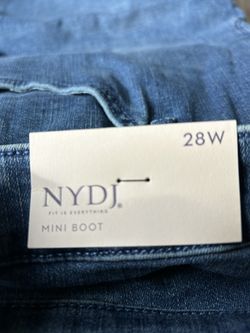 28W
NYDJ®
FIT IS EVERYTHING
MINI BOOT